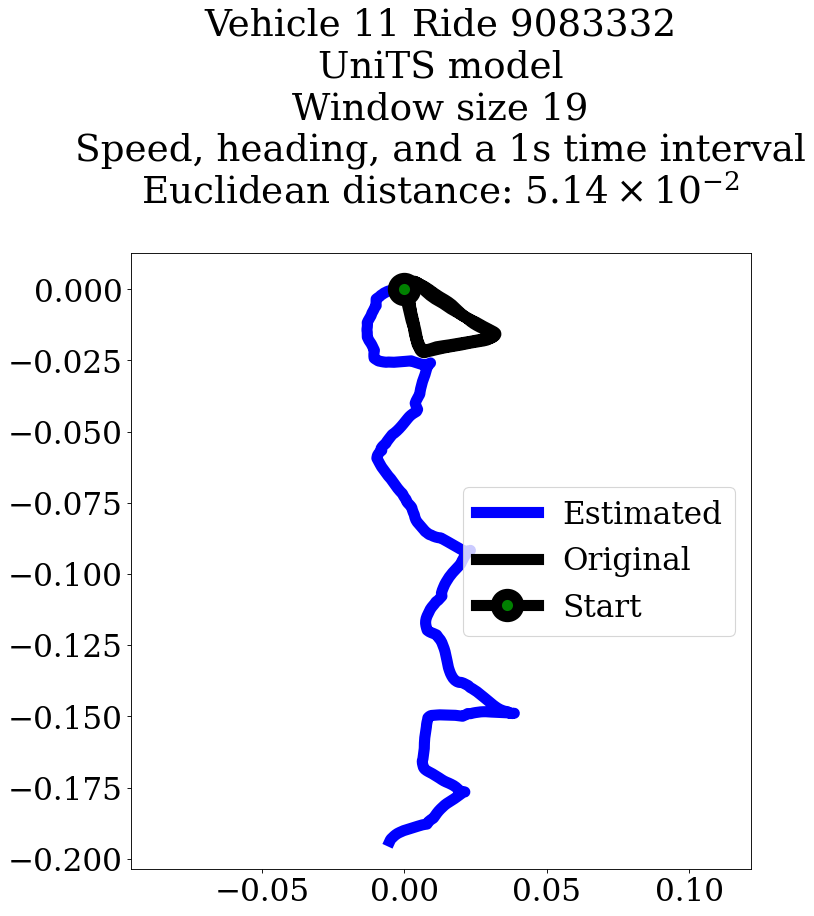 Vehicle 11 Ride 9083332
UniTS model
Window size 19
Speed, heading, and a 1s time interval
Euclidean distance: 5.14 × 10⁻²
0.000
−0.025
−0.050
−0.075
−0.100
−0.125
−0.150
−0.175
−0.200
Estimated
Original
Start
−0.05 0.00 0.05 0.10